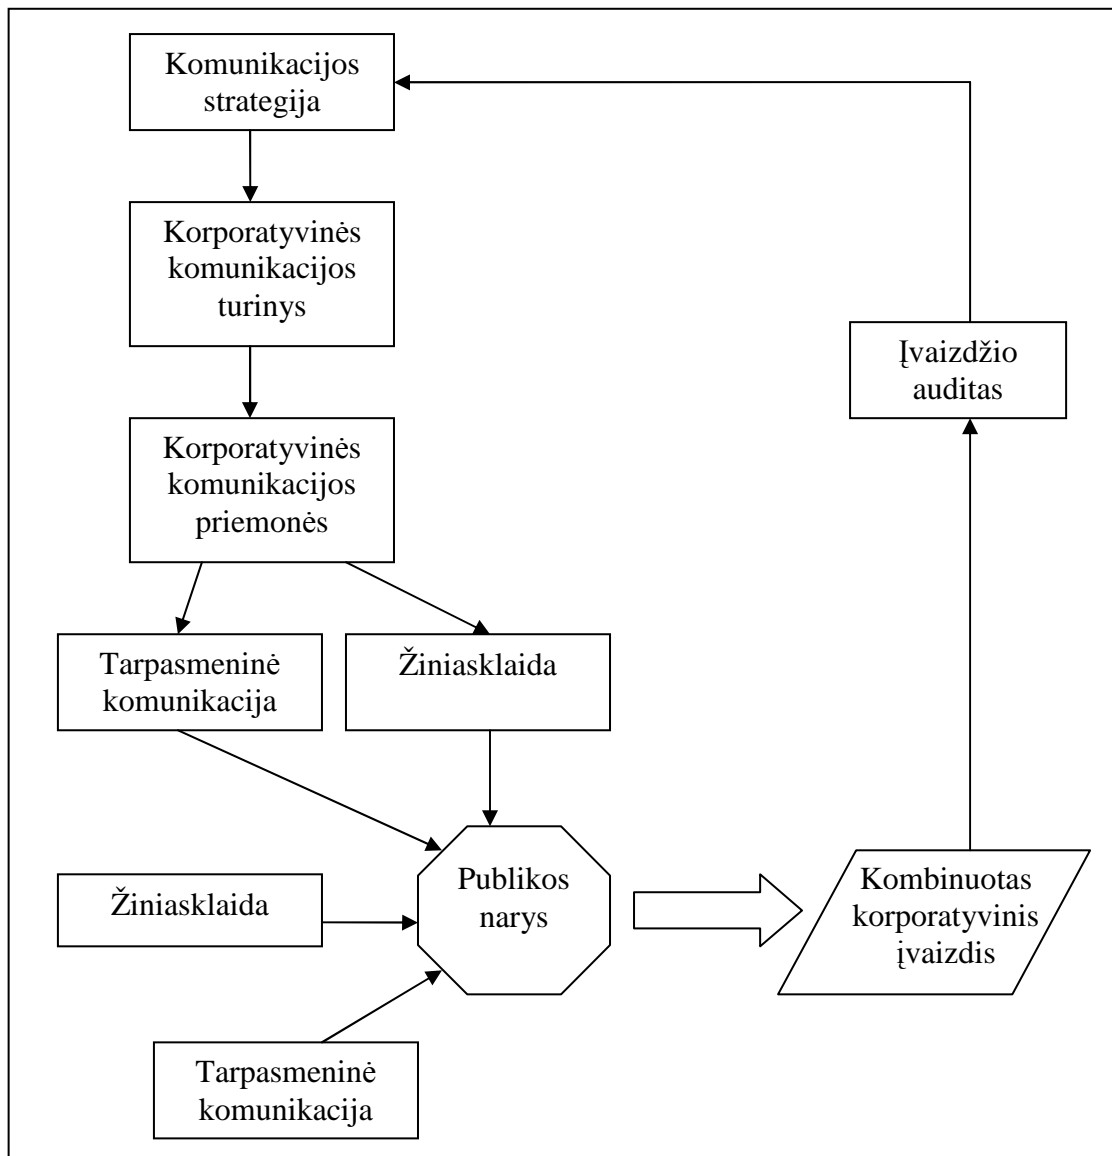 Komunikacijos
strategija
Korporatyvinės
komunikacijos
turinys
Įvaizdžio
auditas
Korporatyvinės
komunikacijos
priemonės
Tarpasmeninė
komunikacija
Žiniasklaida
Žiniasklaida
Publikos
narys
Kombinuotas
korporatyvinis
įvaizdis
Tarpasmeninė
komunikacija